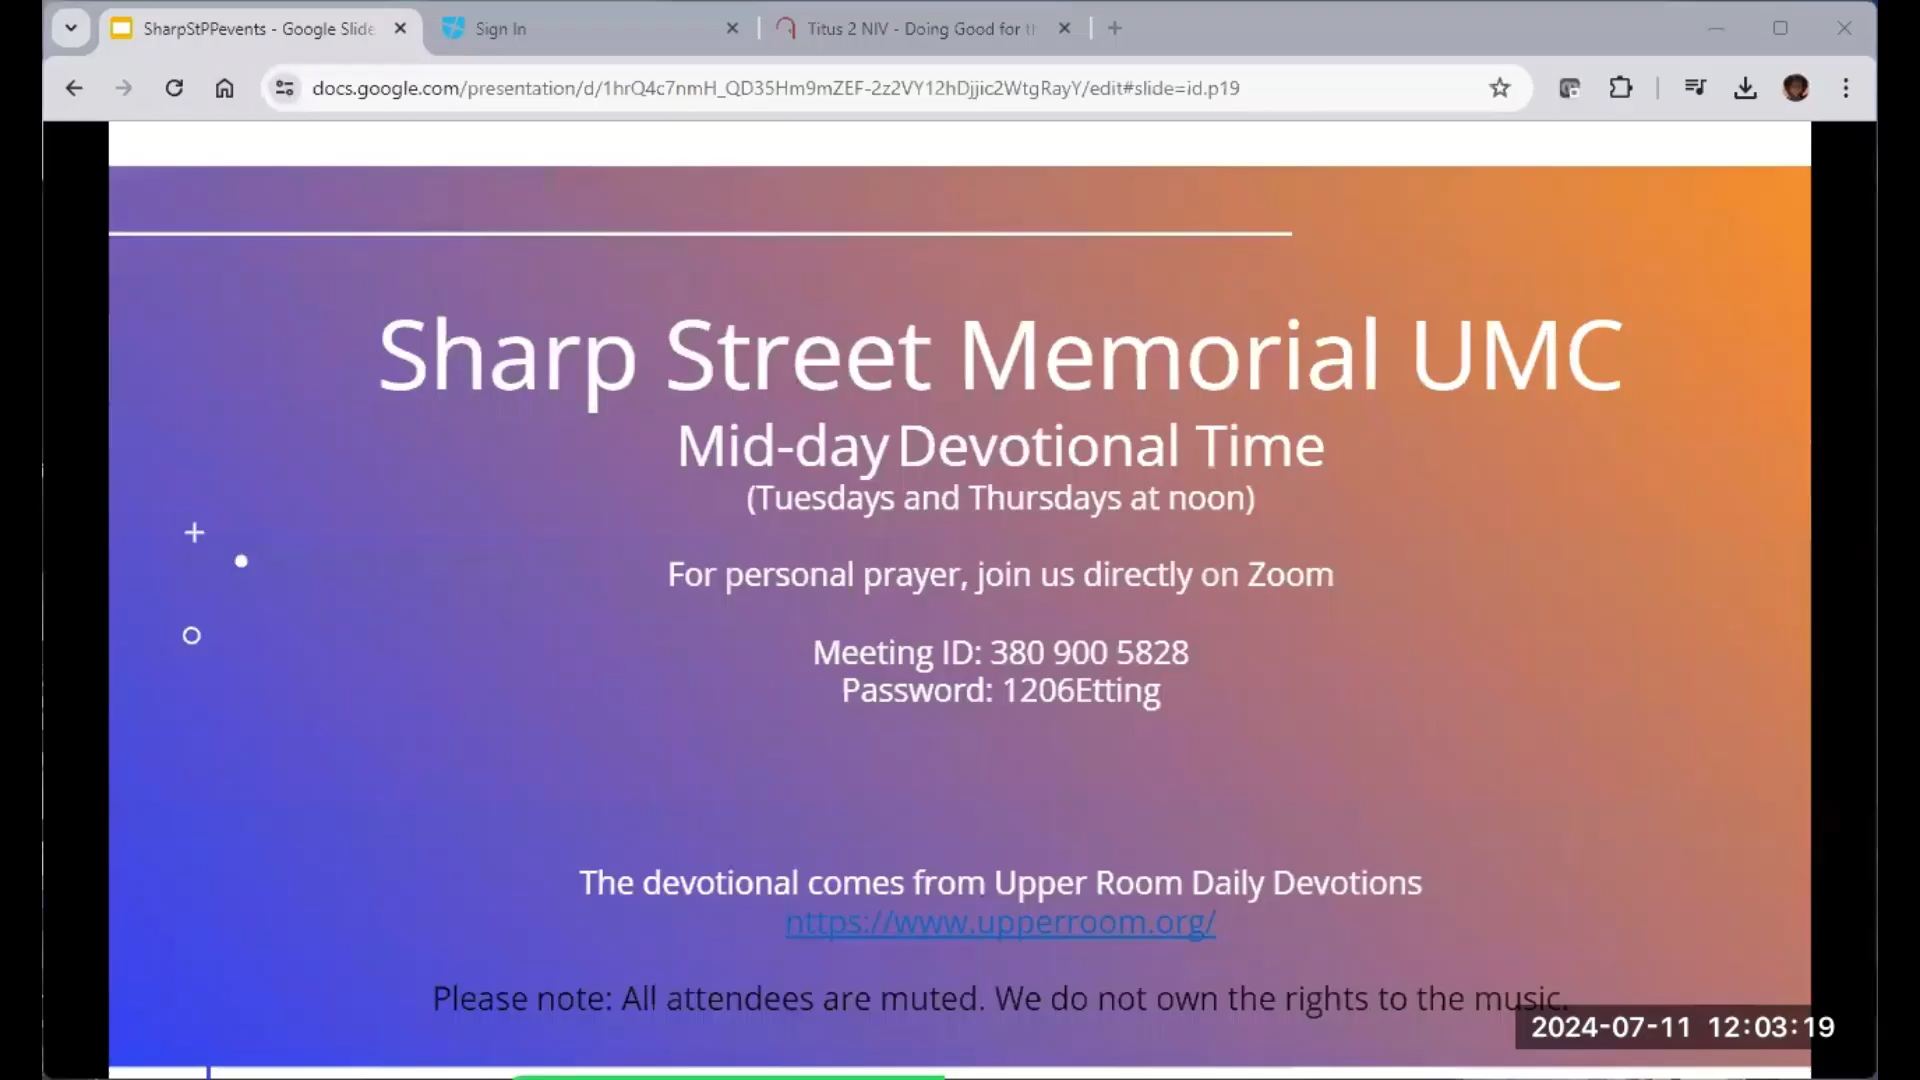 SharpStPPevents - Google Slide
Sign In
Titus 2 NIV - Doing Good for t
docs.google.com/presentation/d/1hrQ4c7nmH_QD35Hm9mZEF-2z2VY12hDjjic2WtgRayY/edit#slide=id.p19
Sharp Street Memorial UMC
Mid-day Devotional Time
(Tuesdays and Thursdays at noon)
For personal prayer, join us directly on Zoom
Meeting ID: 380 900 5828
Password: 1206Etting
The devotional comes from Upper Room Daily Devotions
https://www.upperroom.org/
Please note: All attendees are muted. We do not own the rights to the music.
2024-07-11 12:03:19